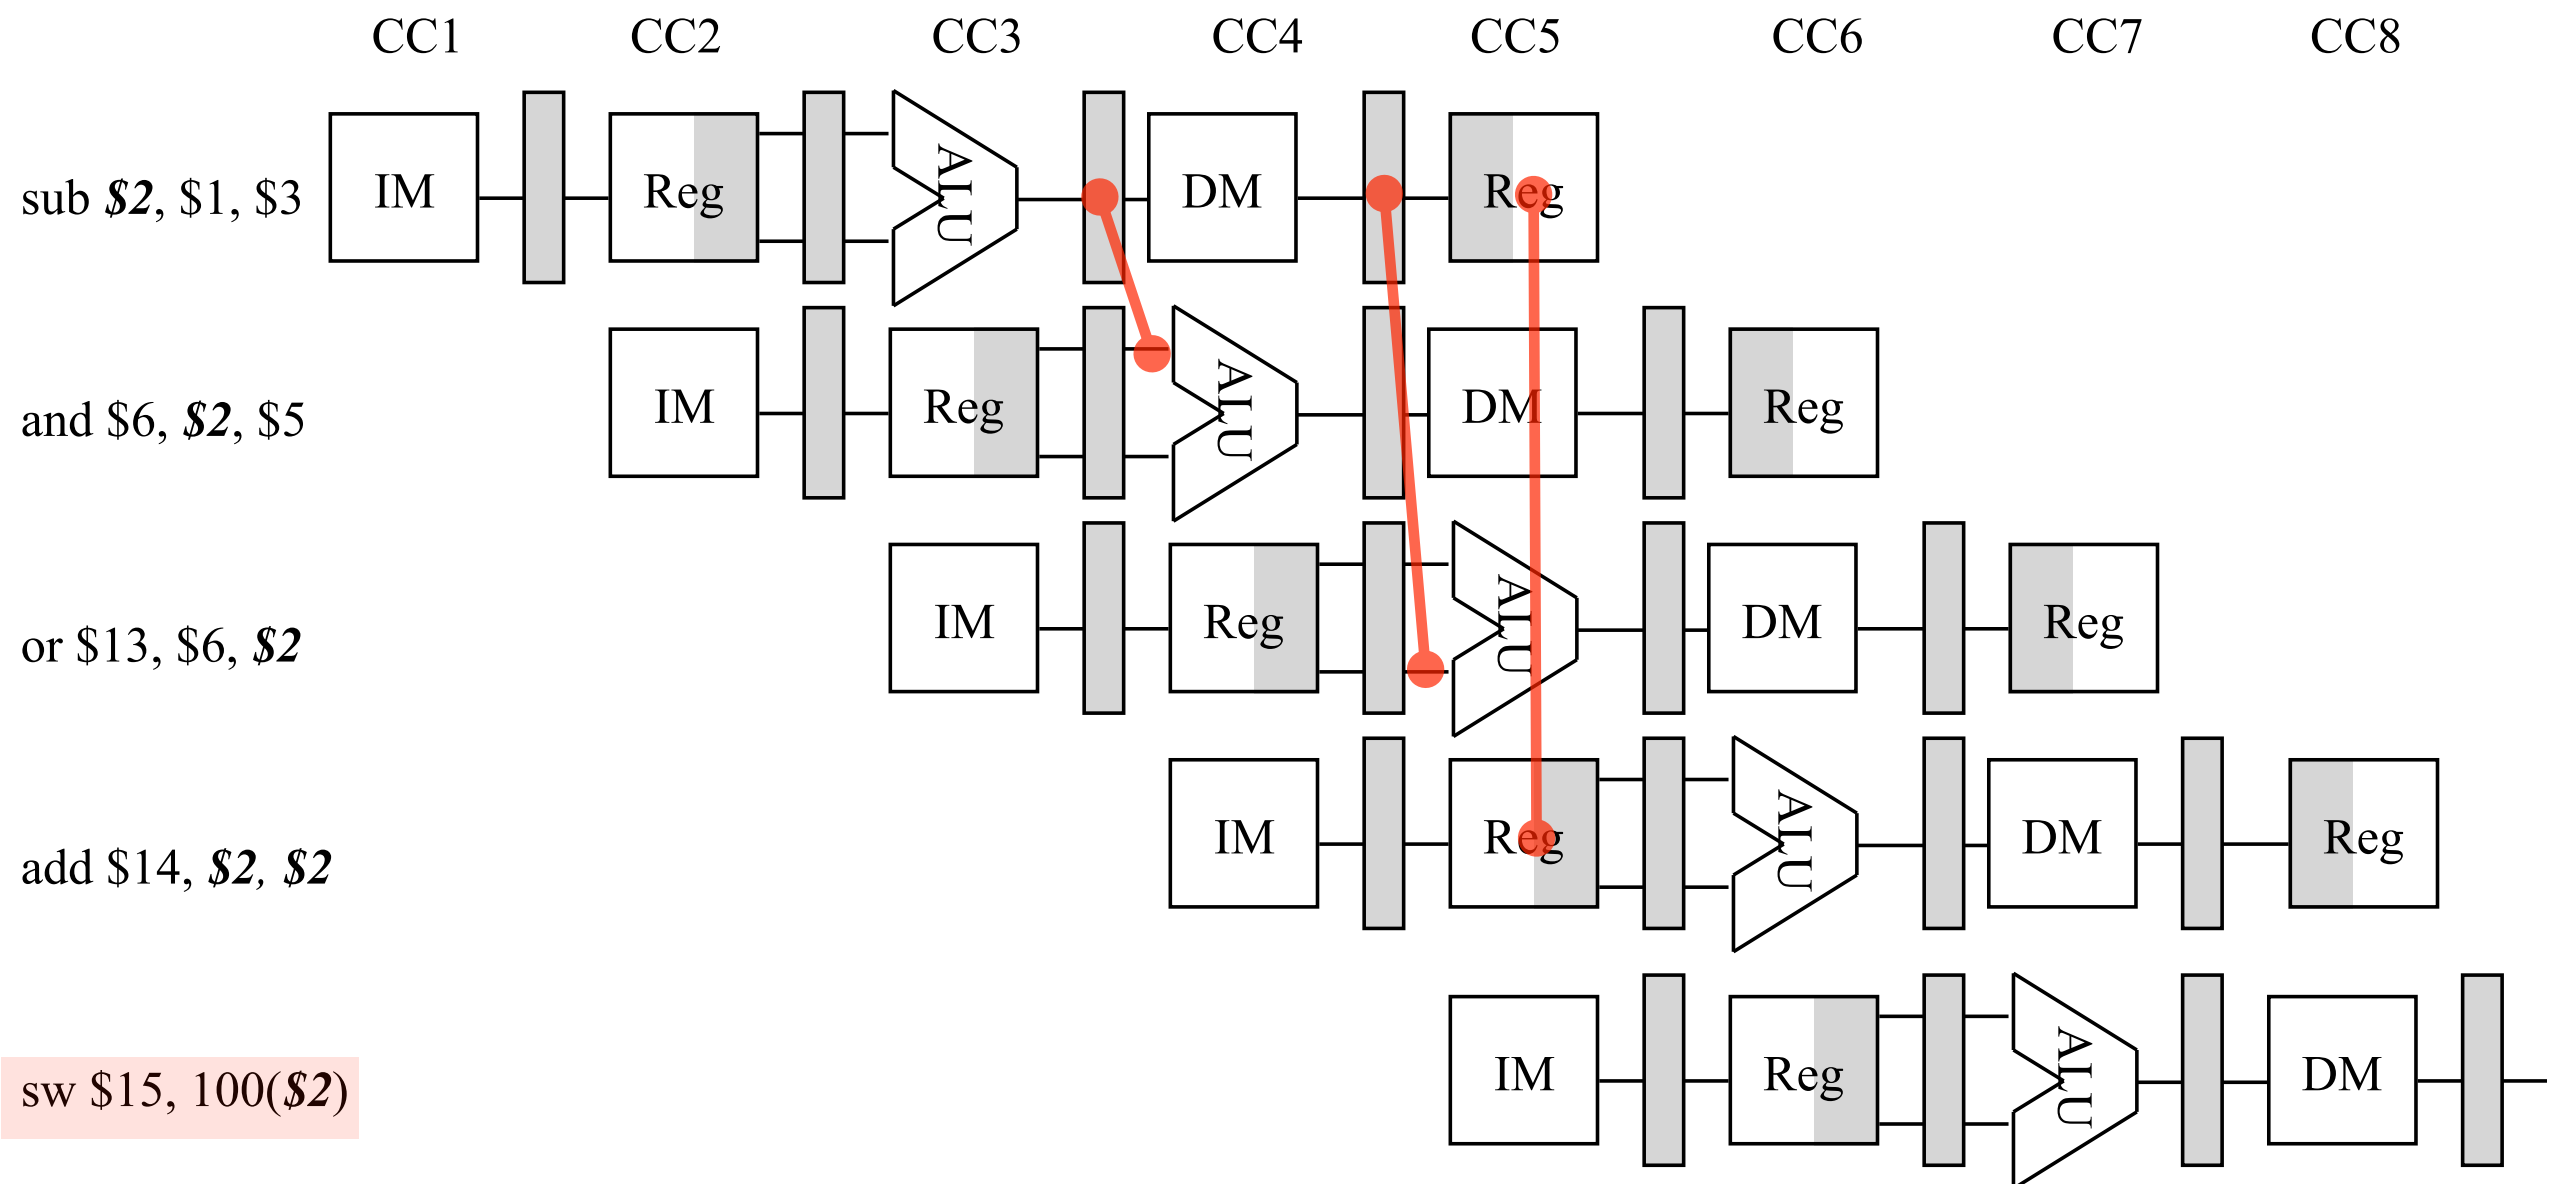 CC1 CC2 CC3 CC4 CC5 CC6 CC7 CC8
sub $2, $1, $3 IM Reg ALU DM Reg
and $6, $2, $5 IM Reg ALU DM Reg
or $13, $6, $2 IM Reg ALU DM Reg
add $14, $2, $2 IM Reg ALU DM Reg
sw $15, 100($2) IM Reg ALU DM